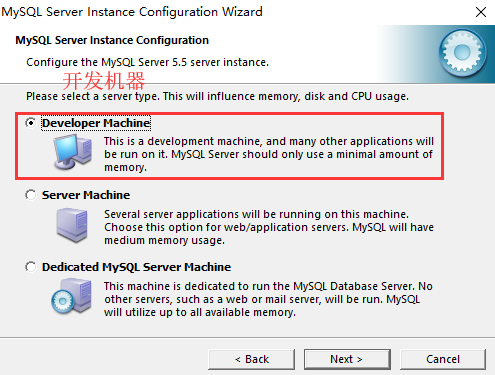 MySQL Server Instance Configuration Wizard
MySQL Server Instance Configuration
Configure the MySQL Server 5.5 server instance.
开发机器
Please select a server type. This will influence memory, disk and CPU usage.
Developer Machine
This is a development machine, and many other applications will
be run on it. MySQL Server should only use a minimal amount of
memory.
Server Machine
Several server applications will be running on this machine.
Choose this option for web/application servers. MySQL will have
medium memory usage.
Dedicated MySQL Server Machine
This machine is dedicated to run the MySQL Database Server. No
other servers, such as a web or mail server, will be run. MySQL
will utilize up to all available memory.
< Back
Next >
Cancel